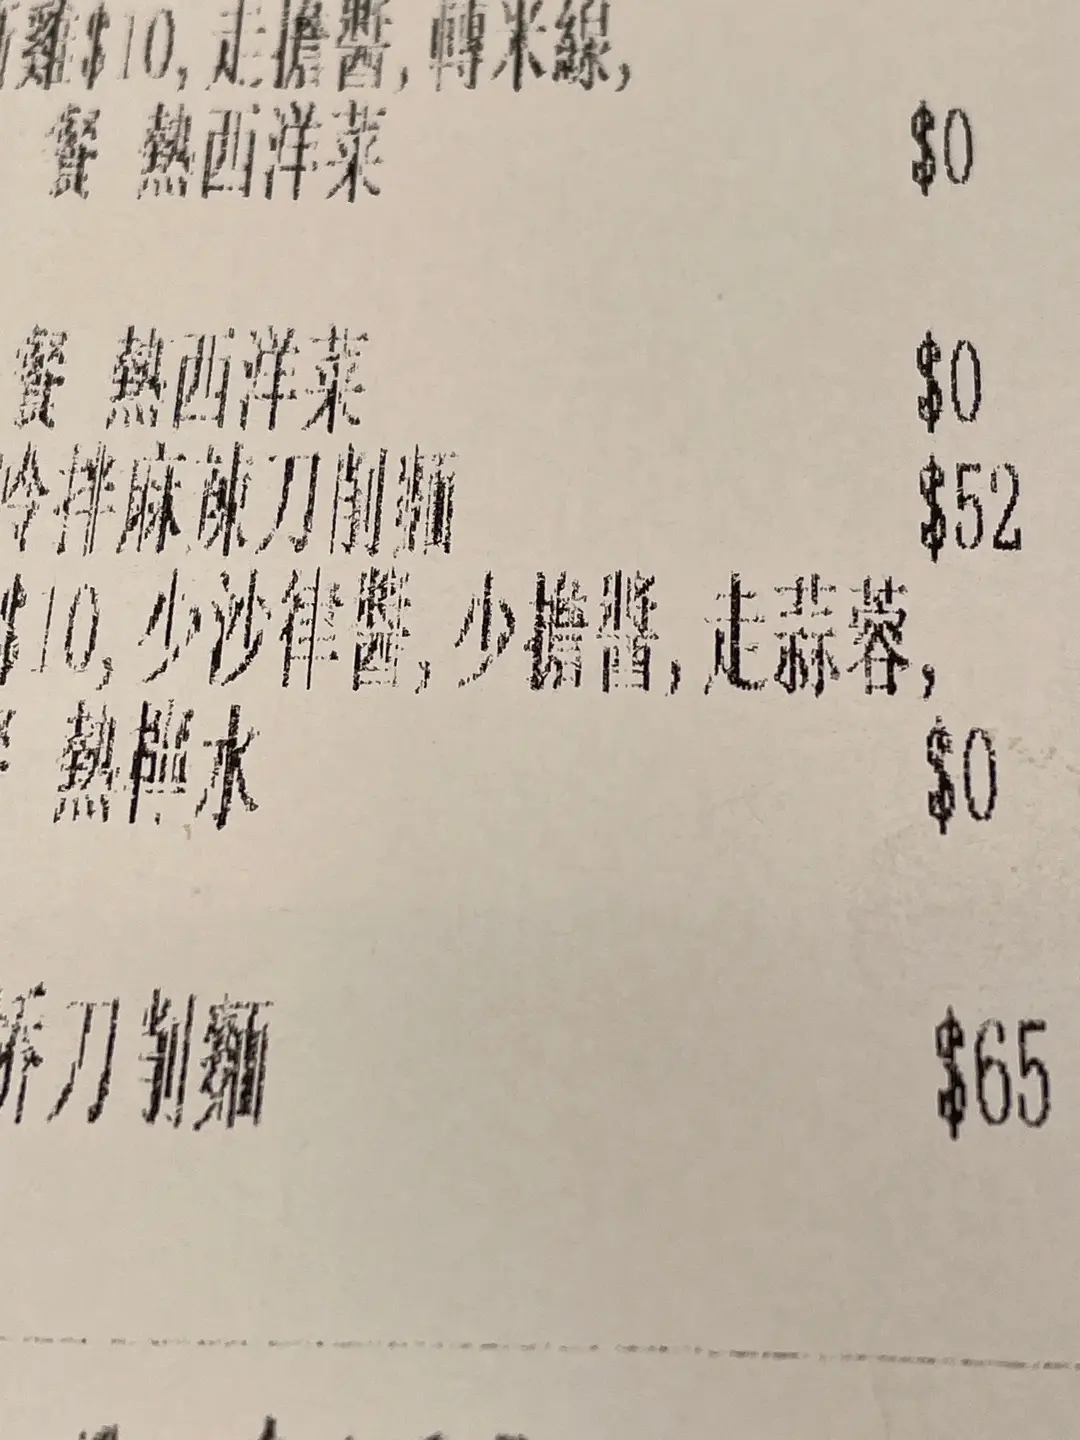 雞$10, 走擔醬, 轉米線,
餐 熱西洋菜 $0
餐 熱西洋菜 $0
拌麻辣刀削麵 $52
$10, 少沙律醬, 少擔醬, 走蒜蓉,
熱檸水 $0
刀削麵 $65